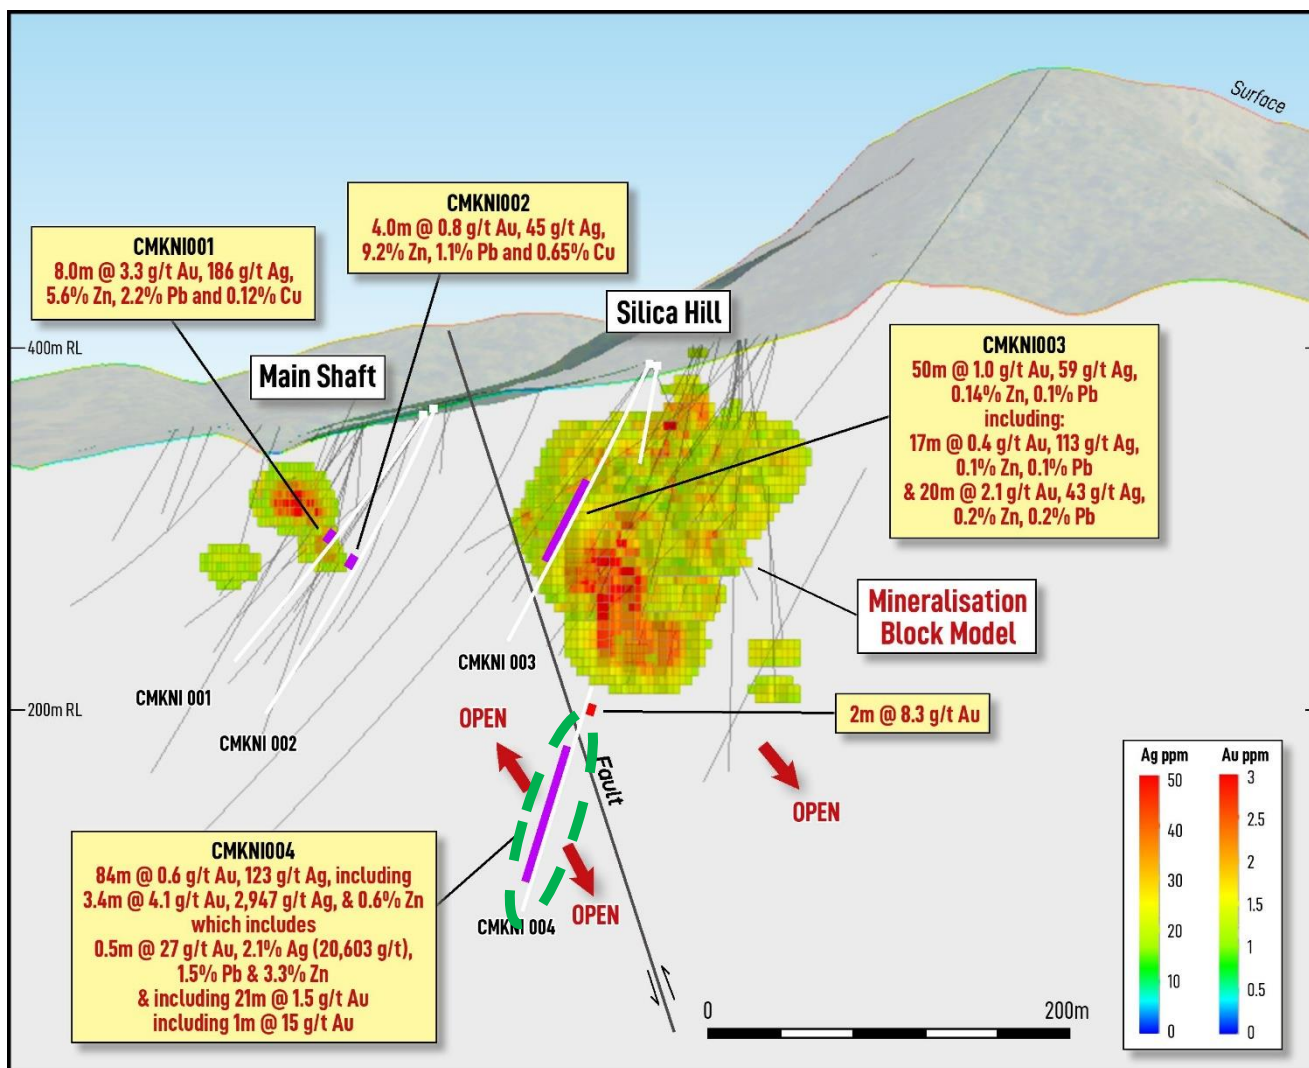 Surface
CMKNI002
4.0m @ 0.8 g/t Au, 45 g/t Ag,
9.2% Zn, 1.1% Pb and 0.65% Cu
CMKNI001
8.0m @ 3.3 g/t Au, 186 g/t Ag,
5.6% Zn, 2.2% Pb and 0.12% Cu
Silica Hill
400m RL
Main Shaft
CMKNI003
50m @ 1.0 g/t Au, 59 g/t Ag,
0.14% Zn, 0.1% Pb
including:
17m @ 0.4 g/t Au, 113 g/t Ag,
0.1% Zn, 0.1% Pb
& 20m @ 2.1 g/t Au, 43 g/t Ag,
0.2% Zn, 0.2% Pb
Mineralisation
Block Model
CMKNI 003
CMKNI 001
CMKNI 002
200m RL
OPEN
2m @ 8.3 g/t Au
Fault
OPEN
CMKNI004
84m @ 0.6 g/t Au, 123 g/t Ag, including
3.4m @ 4.1 g/t Au, 2,947 g/t Ag, & 0.6% Zn
which includes
0.5m @ 27 g/t Au, 2.1% Ag (20,603 g/t),
1.5% Pb & 3.3% Zn
& including 21m @ 1.5 g/t Au
including 1m @ 15 g/t Au
OPEN
CMKNI 004
0 200m
Ag ppm Au ppm
50 3
40 2.5
30 2
20 1.5
10 1
0 0.5
0